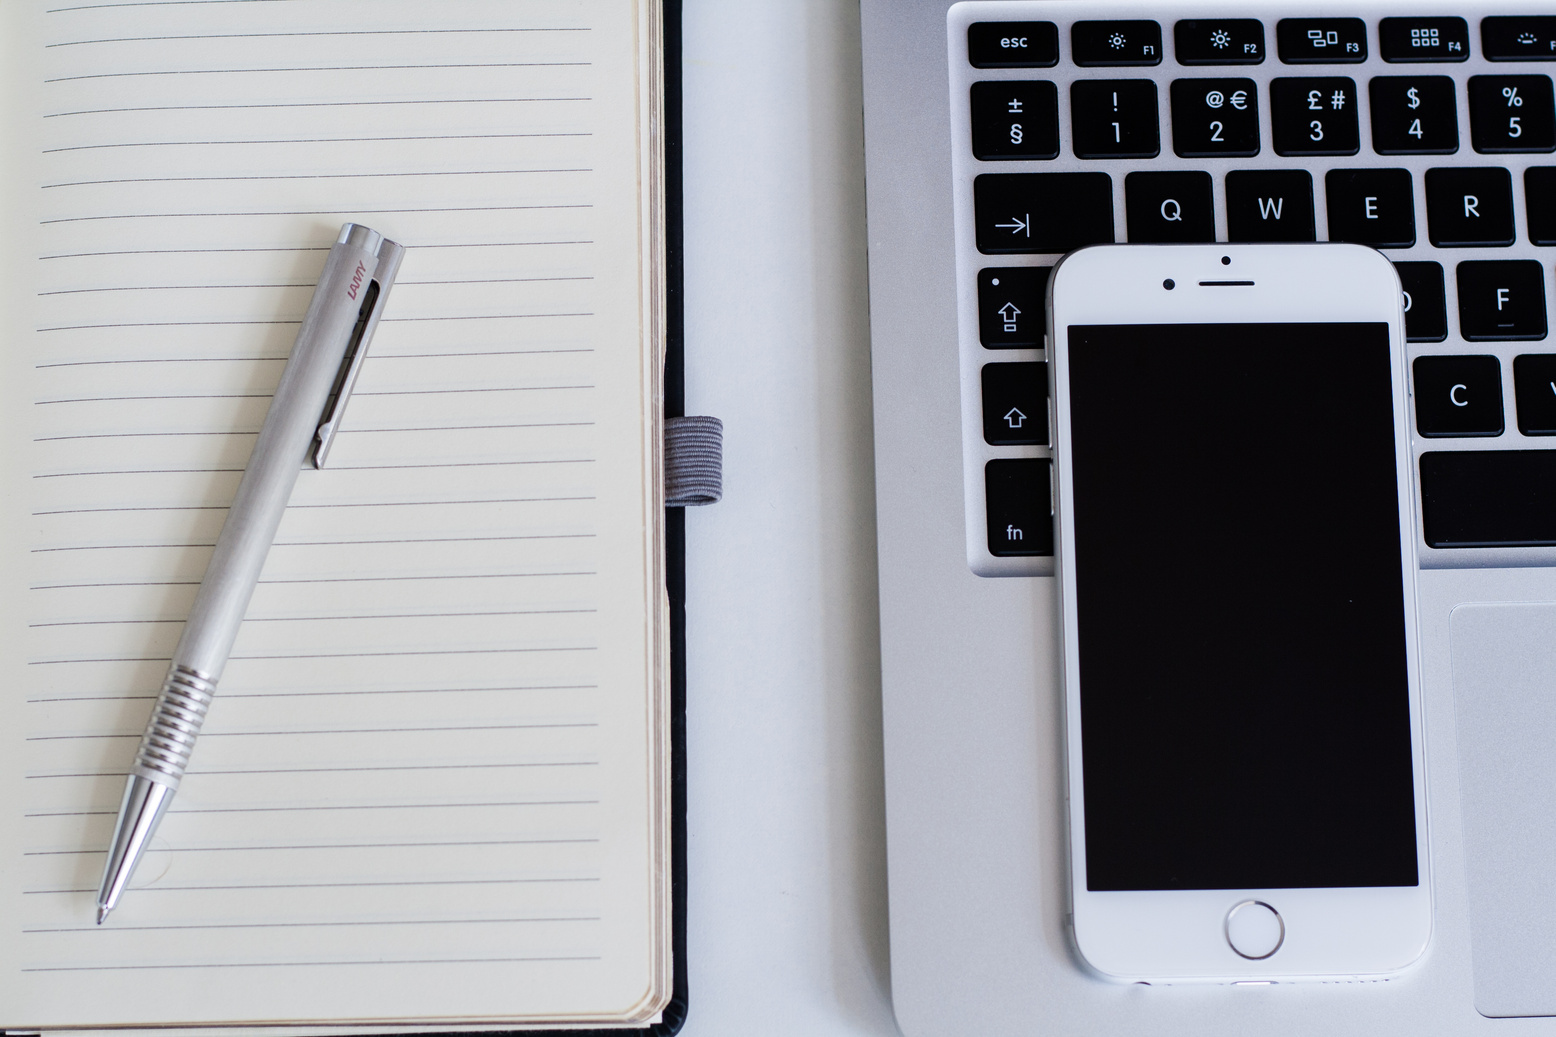 LAMY
esc F1 F2 F3 F4
± ! @ € £ # $ %
§ 1 2 3 4 5
Q W E R
F
C
fn